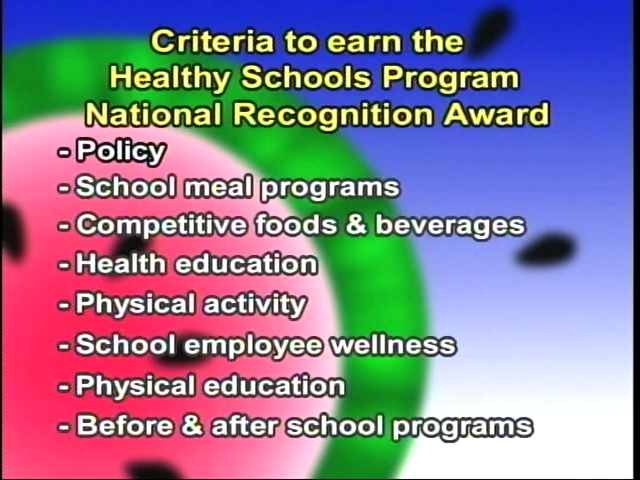 Criteria to earn the
Healthy Schools Program
National Recognition Award
- Policy
- School meal programs
- Competitive foods & beverages
- Health education
- Physical activity
- School employee wellness
- Physical education
- Before & after school programs